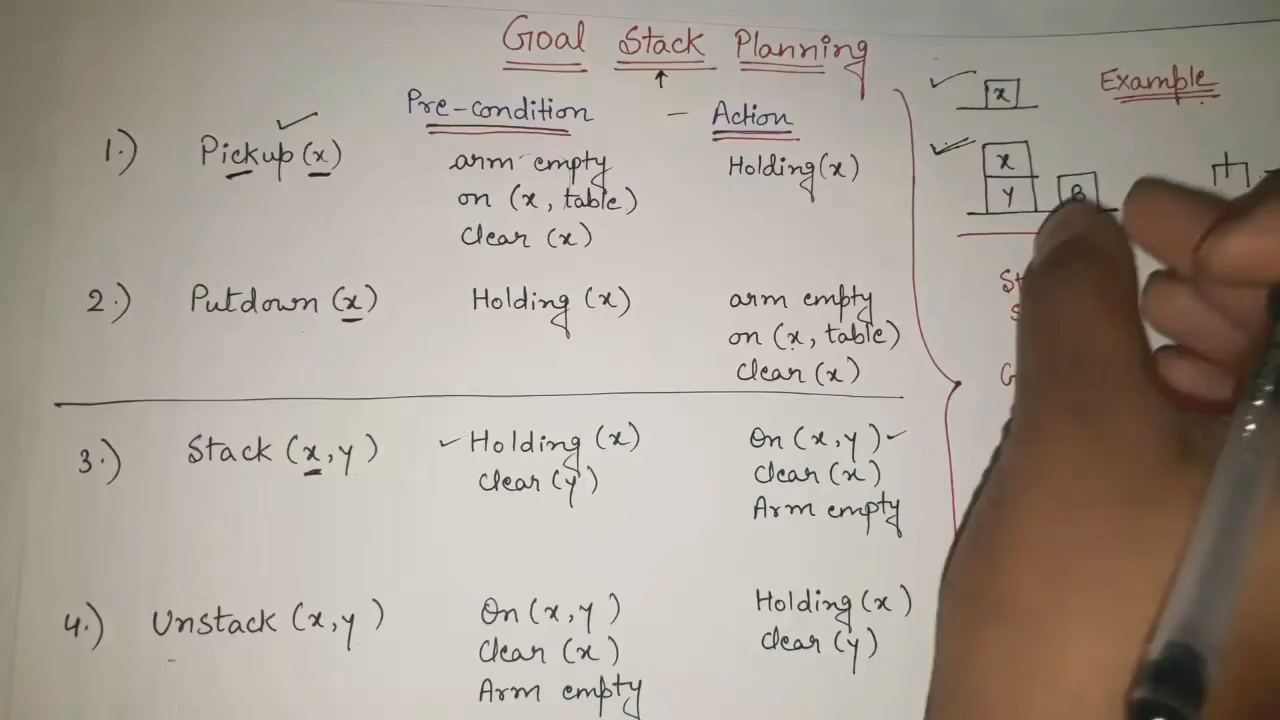 Goal Stack Planning
Pre-condition - Action
1.) Pickup (x)
arm empty
on (x, table)
Clear (x)
Holding (x)
2.) Putdown (x)
Holding (x)
arm empty
on (x, table)
Clear (x)
3.) Stack (x,y)
Holding (x)
Clear (y)
On (x,y)
Clear (x)
Arm empty
4.) Unstack (x,y)
On (x,y)
Clear (x)
Arm empty
Holding (x)
Clear (y)
Example
x
x
y
B